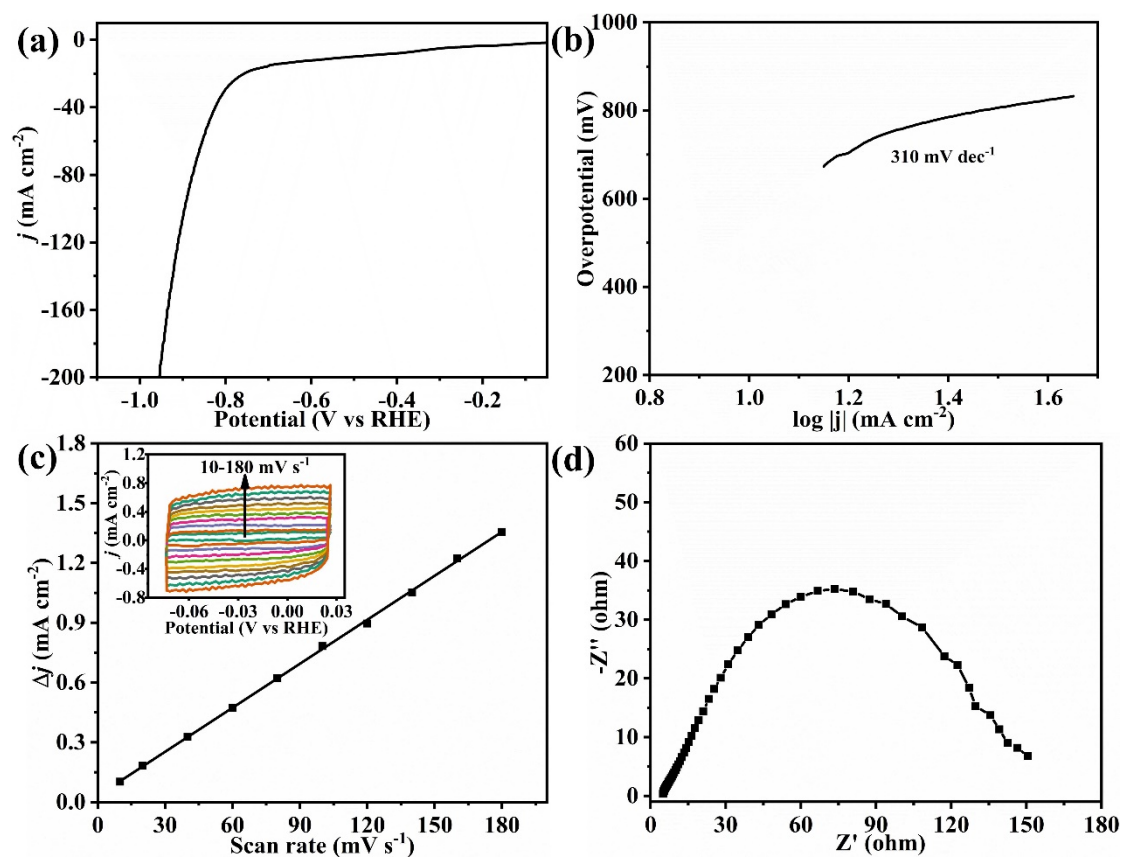 (a)
0
-40
-80
-120
-160
-200
j (mA cm-2)
-1.0 -0.8 -0.6 -0.4 -0.2
Potential (V vs RHE)
(b)
1000
800
600
400
200
Overpotential (mV)
310 mV dec-1
0.8 1.0 1.2 1.4 1.6
log |j| (mA cm-2)
(c)
1.8
1.5
1.2
0.9
0.6
0.3
0.0
Δj (mA cm-2)
0 30 60 90 120 150 180
Scan rate (mV s-1)
1.2
0.8
0.4
0.0
-0.4
-0.8
j (mA cm-2)
10-180 mV s-1
-0.06 -0.03 0.00 0.03
Potential (V vs RHE)
(d)
60
50
40
30
20
10
0
-Z'' (ohm)
0 30 60 90 120 150 180
Z' (ohm)